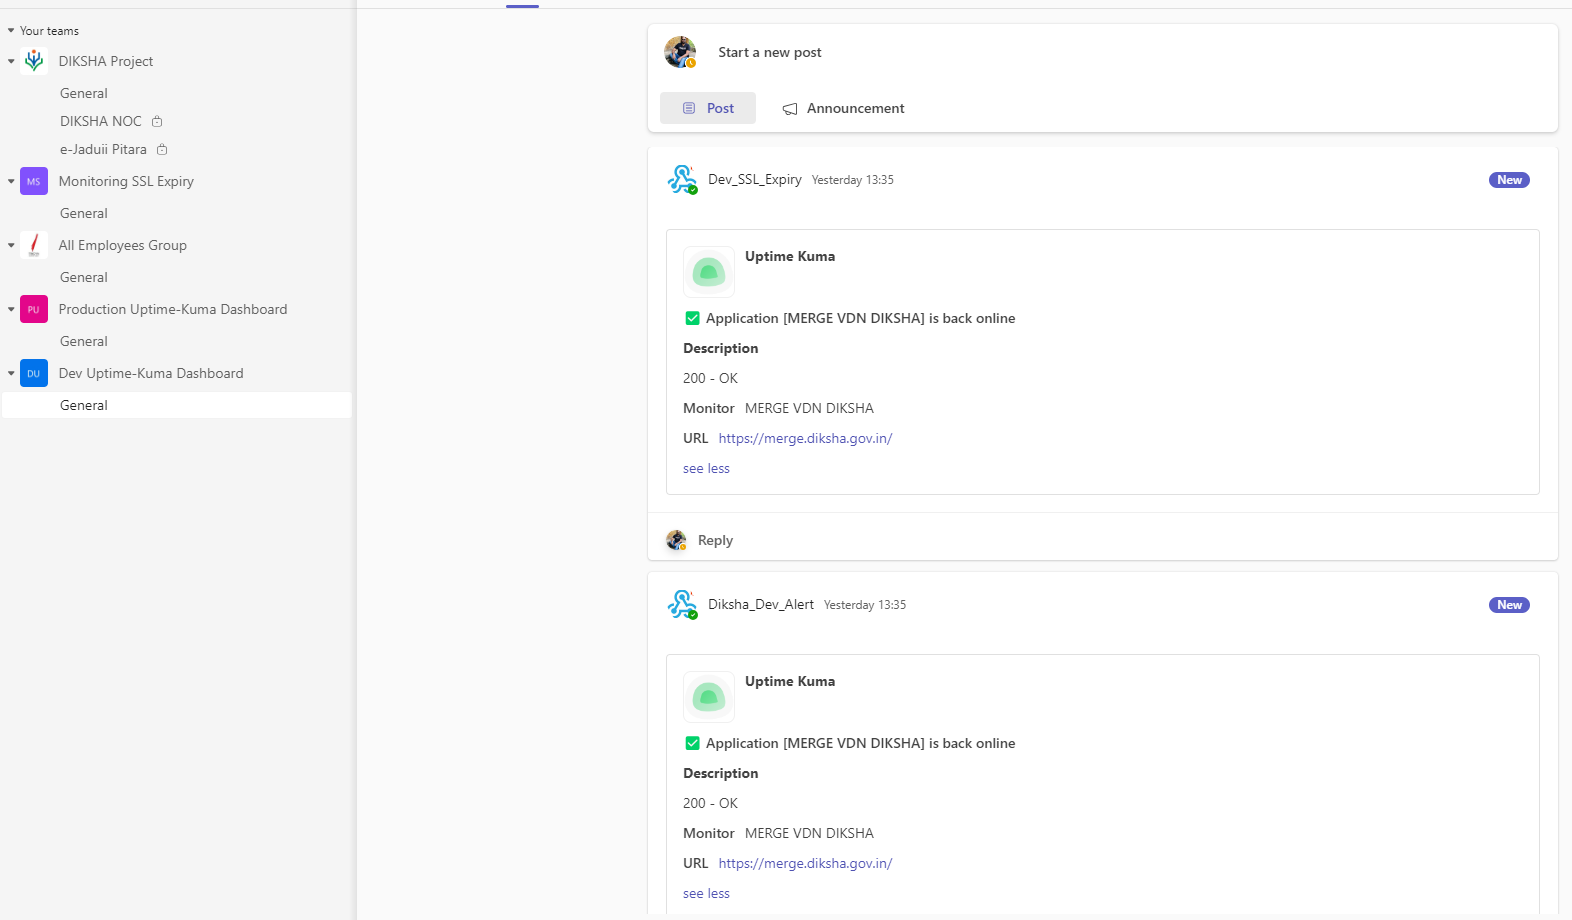 Your teams
DIKSHA Project
General
DIKSHA NOC
e-Jaduii Pitara
MS Monitoring SSL Expiry
General
All Employees Group
General
PU Production Uptime-Kuma Dashboard
General
DU Dev Uptime-Kuma Dashboard
General
Start a new post
Post Announcement
Dev_SSL_Expiry Yesterday 13:35 New
Uptime Kuma
✅ Application [MERGE VDN DIKSHA] is back online
Description
200 - OK
Monitor MERGE VDN DIKSHA
URL https://merge.diksha.gov.in/
see less
Reply
Diksha_Dev_Alert Yesterday 13:35 New
Uptime Kuma
✅ Application [MERGE VDN DIKSHA] is back online
Description
200 - OK
Monitor MERGE VDN DIKSHA
URL https://merge.diksha.gov.in/
see less